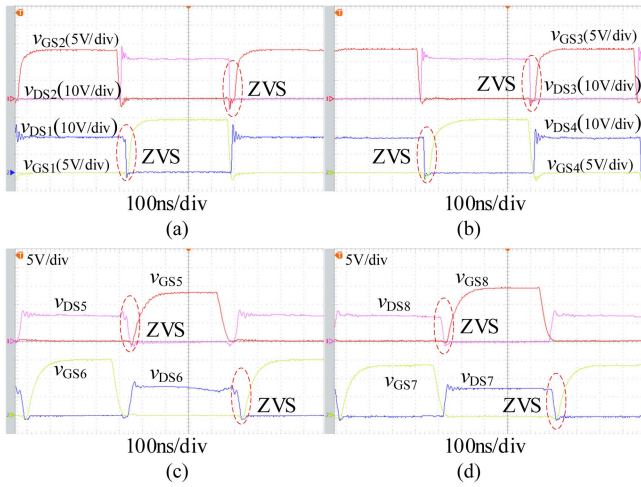 vGS2(5V/div)
vDS2(10V/div)
ZVS
vDS1(10V/div)
ZVS
vGS1(5V/div)
100ns/div
(a)
vGS3(5V/div)
ZVS
vDS3(10V/div)
vDS4(10V/div)
ZVS
vGS4(5V/div)
100ns/div
(b)
5V/div
vGS5
vDS5
ZVS
vGS6
vDS6
ZVS
100ns/div
(c)
5V/div
vGS8
vDS8
ZVS
vGS7
vDS7
ZVS
100ns/div
(d)